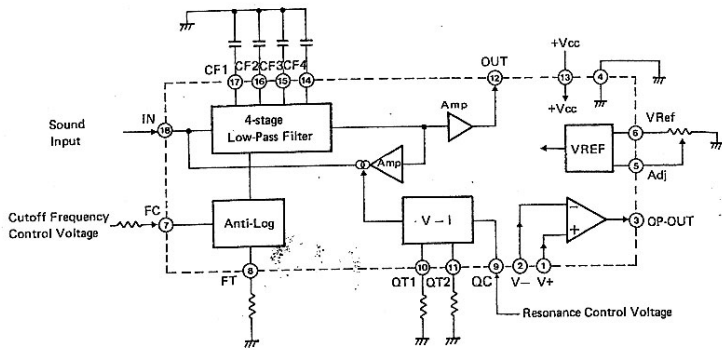 CF1 CF2 CF3 CF4
17 16 15 14
OUT
12
+Vcc
13
4
+Vcc
Sound
Input
IN
18
4-stage
Low-Pass Filter
Amp
Amp
VREF
VRef
6
5
Adj
Cutoff Frequency
Control Voltage
FC
7
Anti-Log
V-I
−
+
3
OP-OUT
FT
8
QT1
10
QT2
11
QC
9
V−
2
V+
1
Resonance Control Voltage